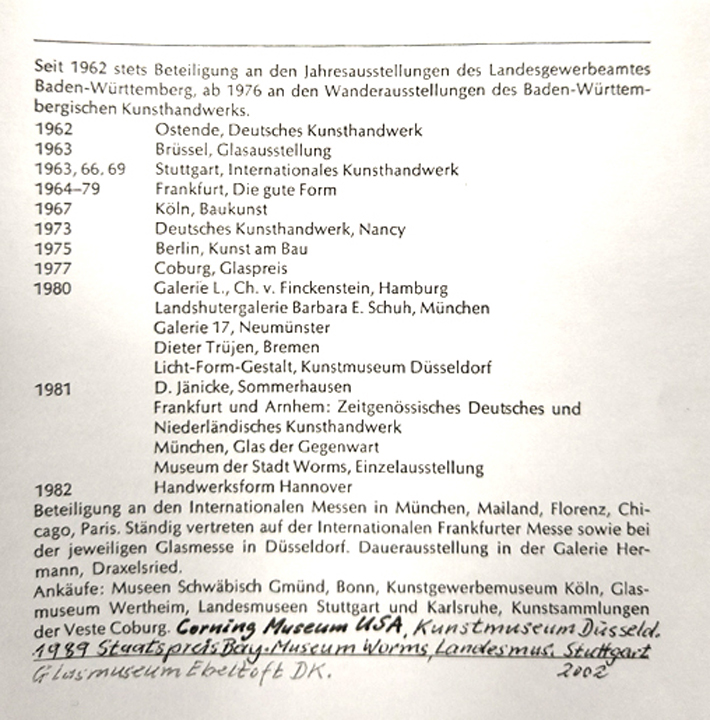 Seit 1962 stets Beteiligung an den Jahresausstellungen des Landesgewerbeamtes
Baden-Württemberg, ab 1976 an den Wanderausstellungen des Baden-Württem-
bergischen Kunsthandwerks.
1962 Ostende, Deutsches Kunsthandwerk
1963 Brüssel, Glasausstellung
1963, 66. 69 Stuttgart, Internationales Kunsthandwerk
1964–79 Frankfurt, Die gute Form
1967 Köln, Baukunst
1973 Deutsches Kunsthandwerk, Nancy
1975 Berlin, Kunst am Bau
1977 Coburg, Glaspreis
1980 Galerie L., Ch. v. Finckenstein, Hamburg
Landshutergalerie Barbara E. Schuh, München
Galerie 17, Neumünster
Dieter Trüjen, Bremen
Licht-Form-Gestalt, Kunstmuseum Düsseldorf
1981 D. Jänicke, Sommerhausen
Frankfurt und Arnhem: Zeitgenössisches Deutsches und
Niederländisches Kunsthandwerk
München, Glas der Gegenwart
Museum der Stadt Worms, Einzelausstellung
1982 Handwerksform Hannover
Beteiligung an den Internationalen Messen in München, Mailand, Florenz, Chi-
cago, Paris. Ständig vertreten auf der Internationalen Frankfurter Messe sowie bei
der jeweiligen Glasmesse in Düsseldorf. Dauerausstellung in der Galerie Her-
mann, Draxelsried.
Ankäufe: Museen Schwäbisch Gmünd, Bonn, Kunstgewerbemuseum Köln, Glas-
museum Wertheim, Landesmuseen Stuttgart und Karlsruhe, Kunstsammlungen
der Veste Coburg. Corning Museum USA, Kunstmuseum Düsseld.
1989 Staatspreis Bay. Museum Worms, Landesmus. Stuttgart
Glasmuseum Ebeltoft DK. 2002